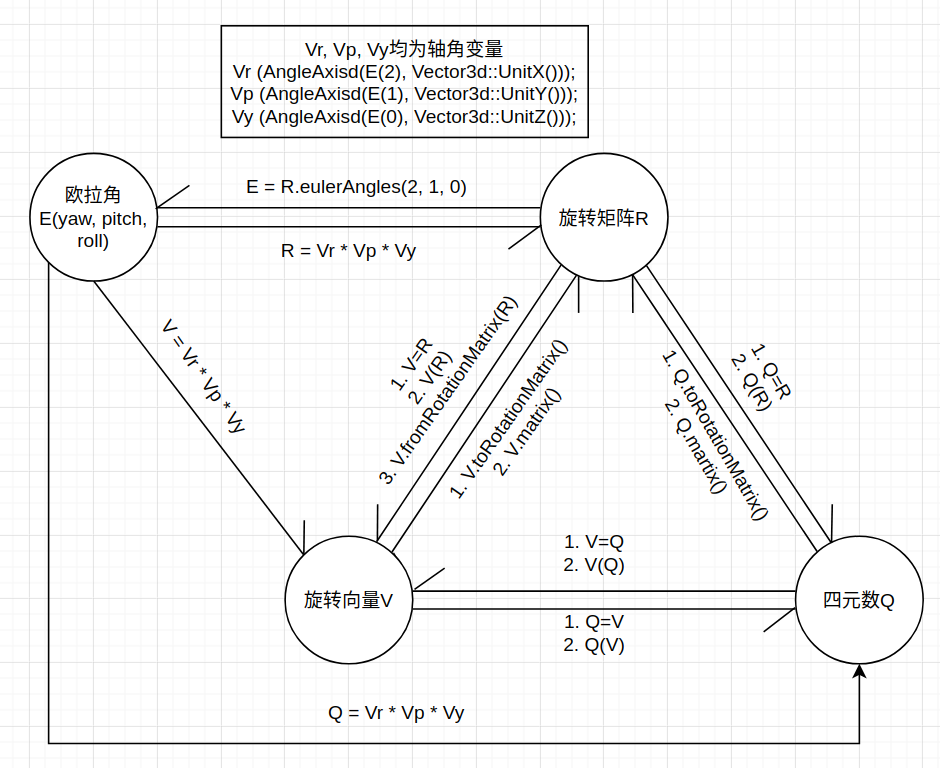 Vr, Vp, Vy均为轴角变量
Vr (AngleAxisd(E(2), Vector3d::UnitX()));
Vp (AngleAxisd(E(1), Vector3d::UnitY()));
Vy (AngleAxisd(E(0), Vector3d::UnitZ()));
欧拉角
E(yaw, pitch,
roll)
E = R.eulerAngles(2, 1, 0)
R = Vr * Vp * Vy
旋转矩阵R
V = Vr * Vp * Vy
1. V=R
2. V(R)
3. V.fromRotationMatrix(R)
1. V.toRotationMatrix()
2. V.matrix()
1. Q.toRotationMatrix()
2. Q.martix()
1. Q=R
2. Q(R)
1. V=Q
2. V(Q)
旋转向量V
四元数Q
1. Q=V
2. Q(V)
Q = Vr * Vp * Vy